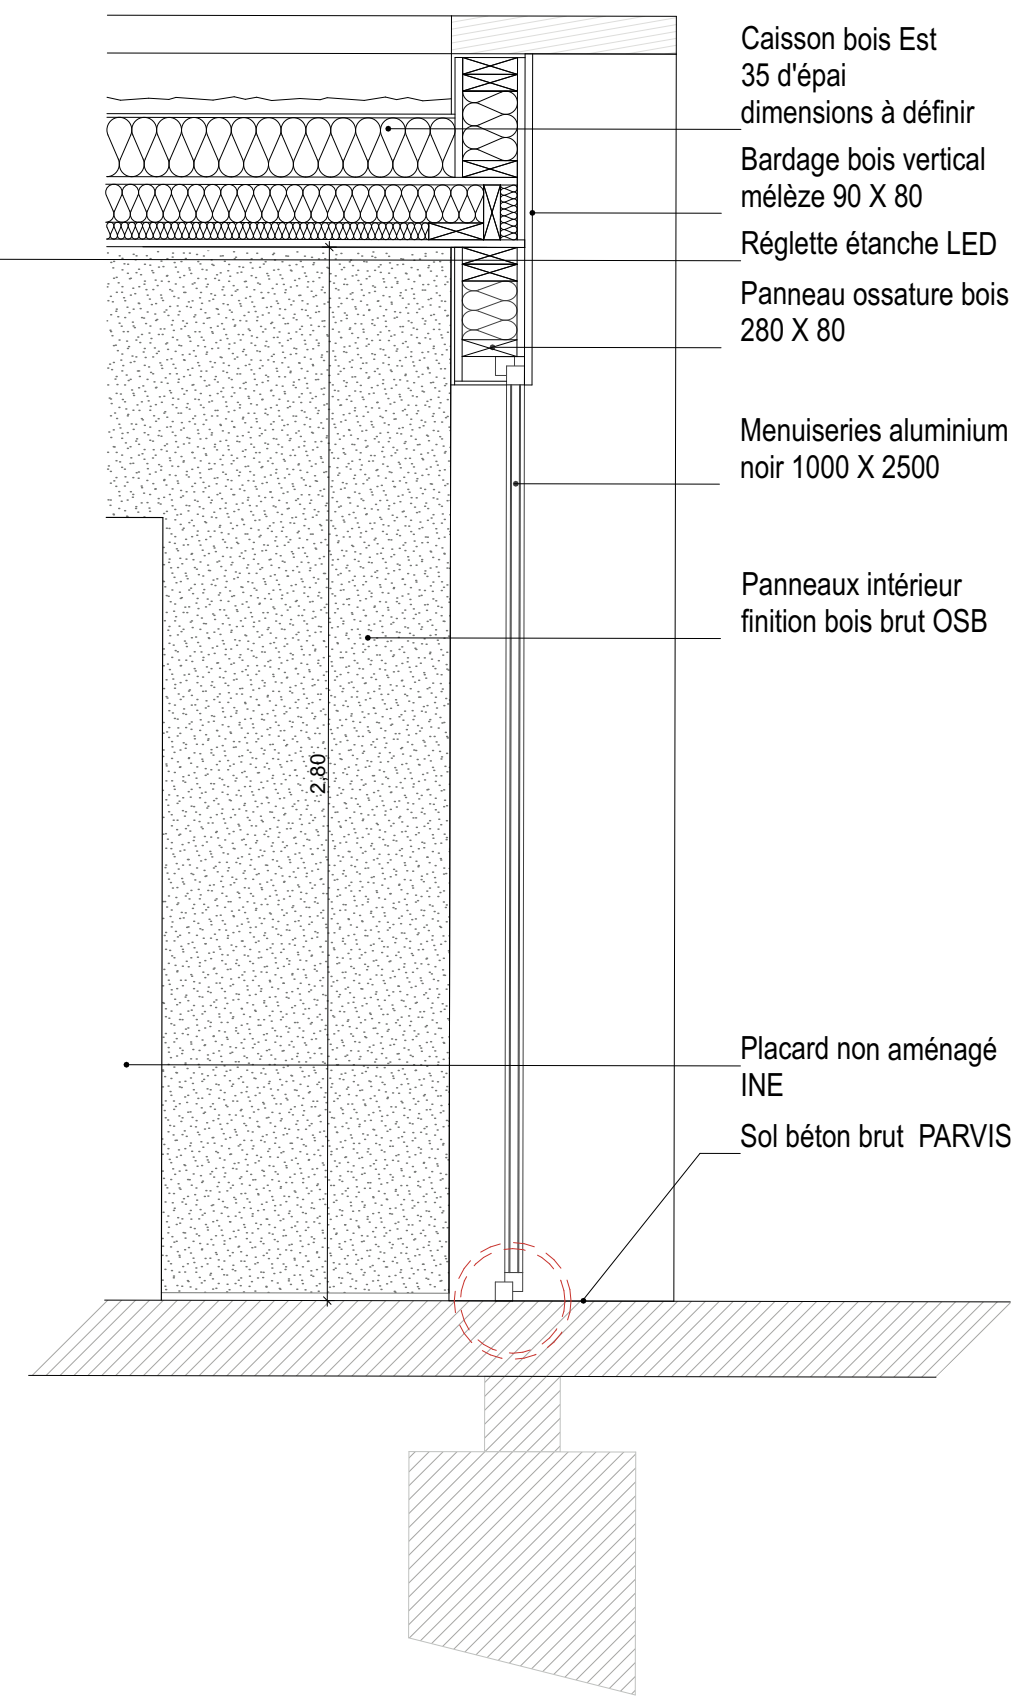 Caisson bois Est
35 d'épai
dimensions à définir
Bardage bois vertical
mélèze 90 X 80
Réglette étanche LED
Panneau ossature bois
280 X 80
Menuiseries aluminium
noir 1000 X 2500
Panneaux intérieur
finition bois brut OSB
2,80
Placard non aménagé
INE
Sol béton brut PARVIS